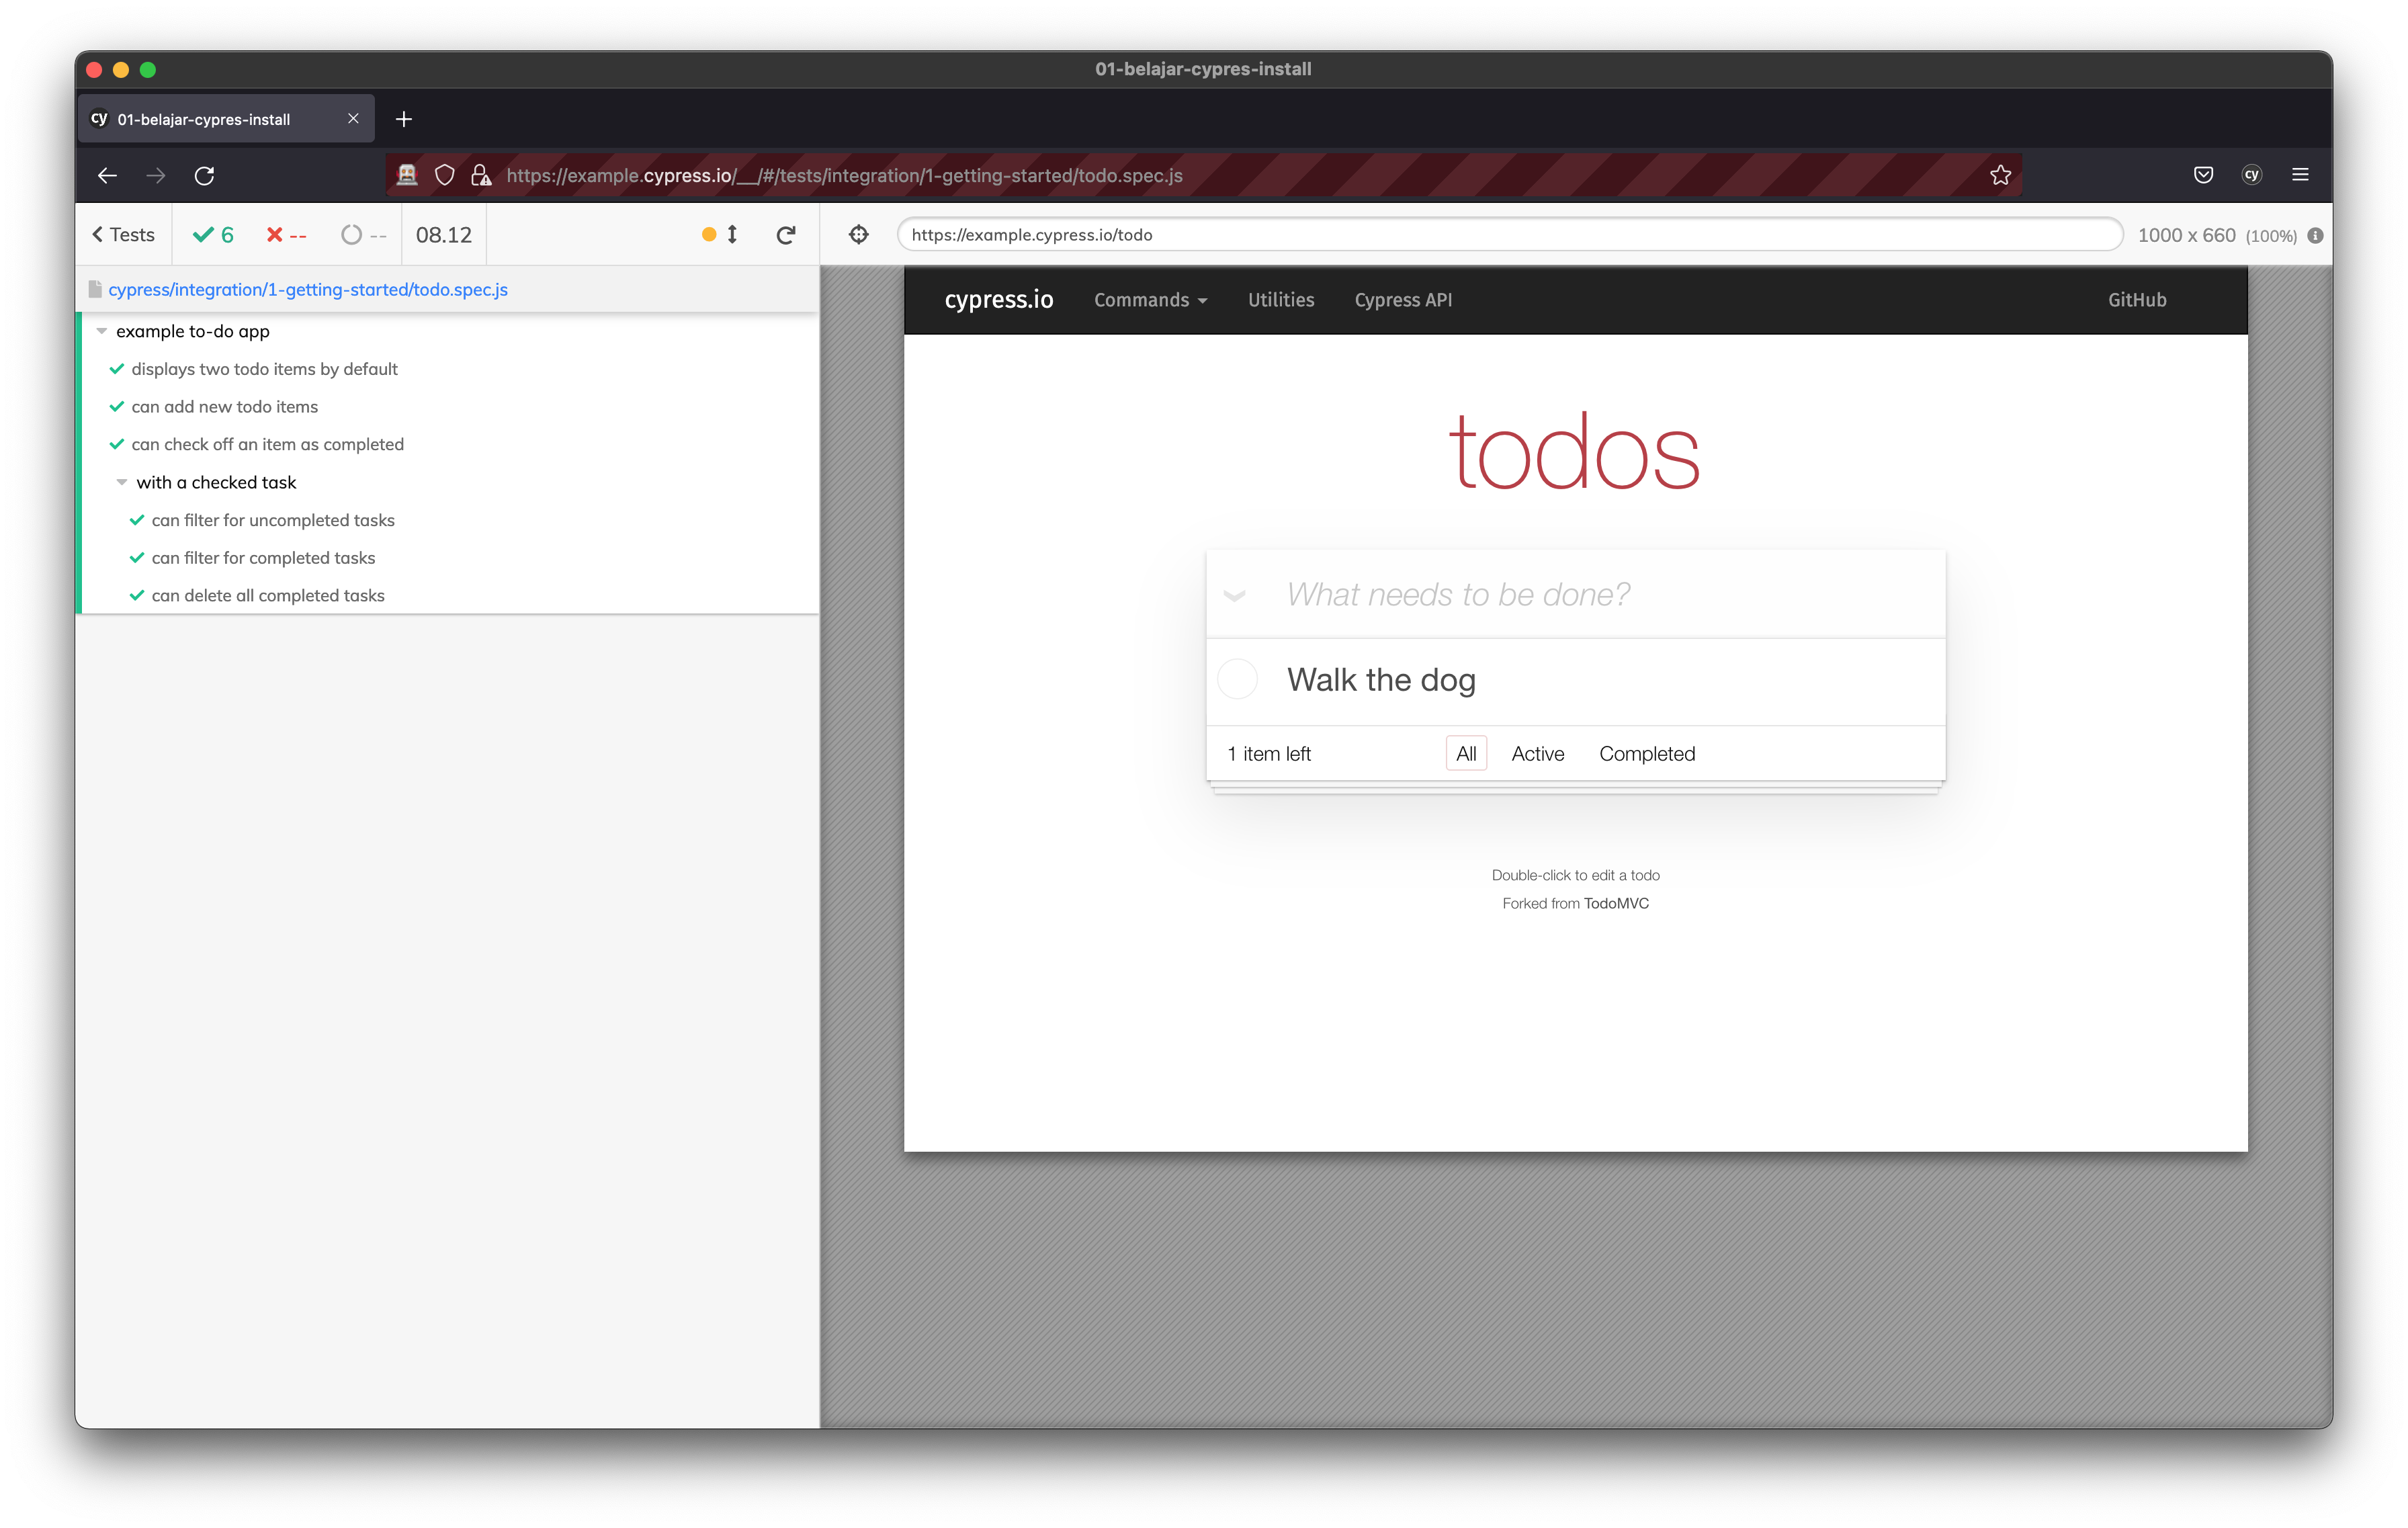 01-belajar-cypres-install
cy 01-belajar-cypres-install
https://example.cypress.io/__/#/tests/integration/1-getting-started/todo.spec.js
cy
Tests 6 -- -- 08.12
https://example.cypress.io/todo
1000 x 660 (100%)
cypress/integration/1-getting-started/todo.spec.js
example to-do app
displays two todo items by default
can add new todo items
can check off an item as completed
with a checked task
can filter for uncompleted tasks
can filter for completed tasks
can delete all completed tasks
cypress.io Commands Utilities Cypress API GitHub
todos
What needs to be done?
Walk the dog
1 item left All Active Completed
Double-click to edit a todo
Forked from TodoMVC